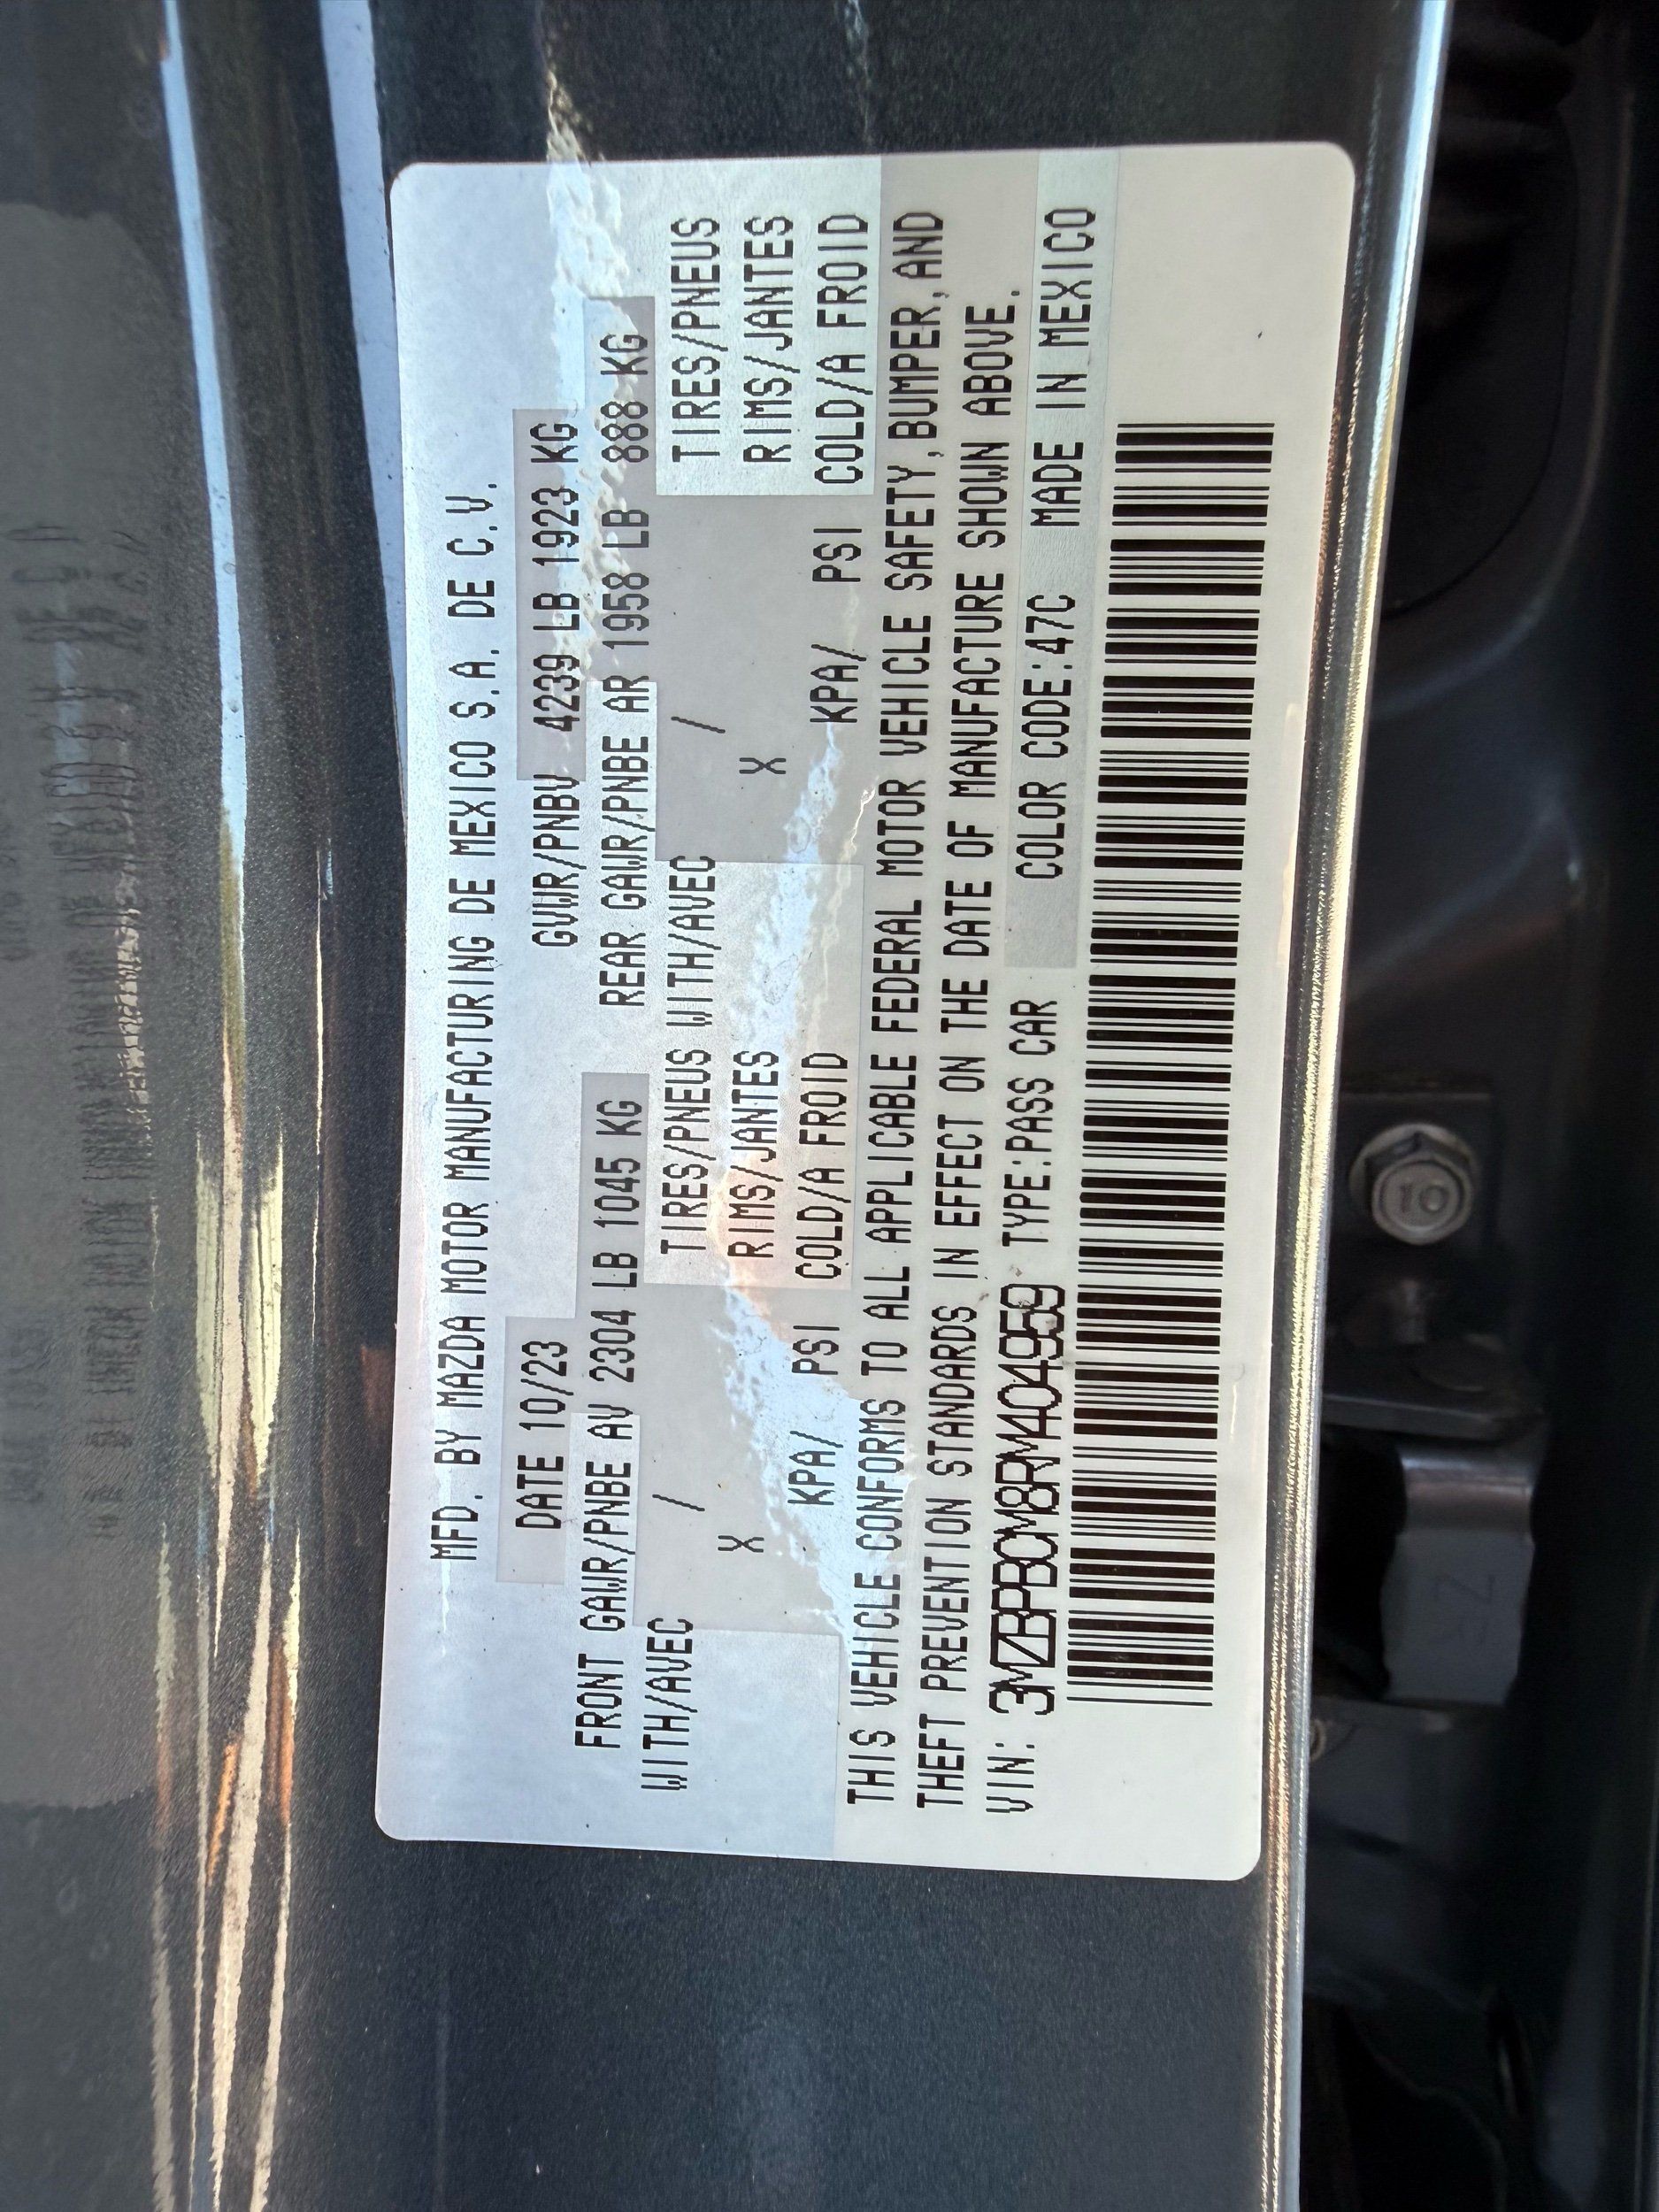 MFD. BY MAZDA MOTOR MANUFACTURING DE MEXICO S.A. DE C.V.
DATE 10/23 GVWR/PNBV 4239 LB 1923 KG
FRONT GAWR/PNBE AV 2304 LB 1045 KG REAR GAWR/PNBE AR 1958 LB 888 KG
WITH/AVEC / TIRES/PNEUS WITH/AVEC / TIRES/PNEUS
X RIMS/JANTES X RIMS/JANTES
KPA/ PSI COLD/A FROID KPA/ PSI COLD/A FROID
THIS VEHICLE CONFORMS TO ALL APPLICABLE FEDERAL MOTOR VEHICLE SAFETY, BUMPER, AND
THEFT PREVENTION STANDARDS IN EFFECT ON THE DATE OF MANUFACTURE SHOWN ABOVE.
VIN: 3MZBPBCM8RM404959 TYPE:PASS CAR COLOR CODE:47C MADE IN MEXICO
10